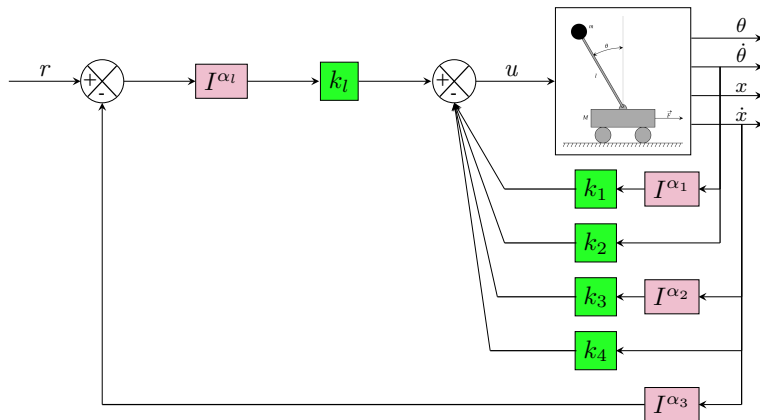 θ
θ̇
x
ẋ
r
+
-
I^{α_l}
k_l
+
-
u
m
θ
l
M
F⃗
k_1
I^{α_1}
k_2
k_3
I^{α_2}
k_4
I^{α_3}